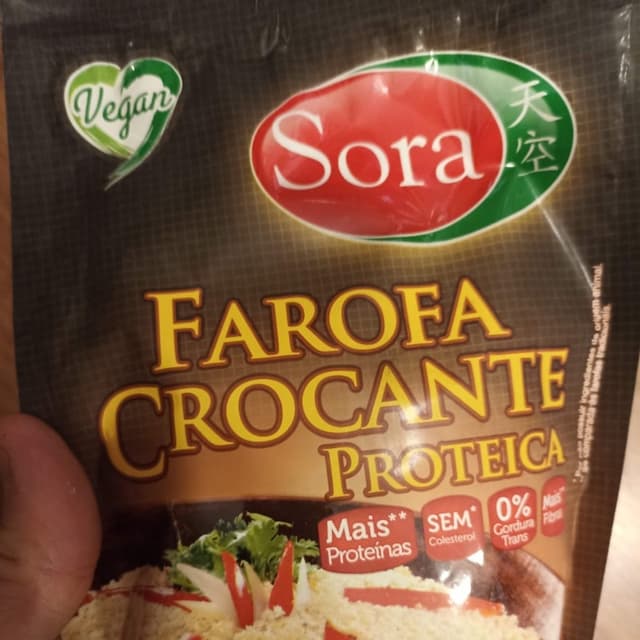 Vegan
Sora
天空
FAROFA
CROCANTE
PROTEICA
Mais**
Proteínas
SEM*
Colesterol
0%
Gordura
Trans
Mais**
Fibras